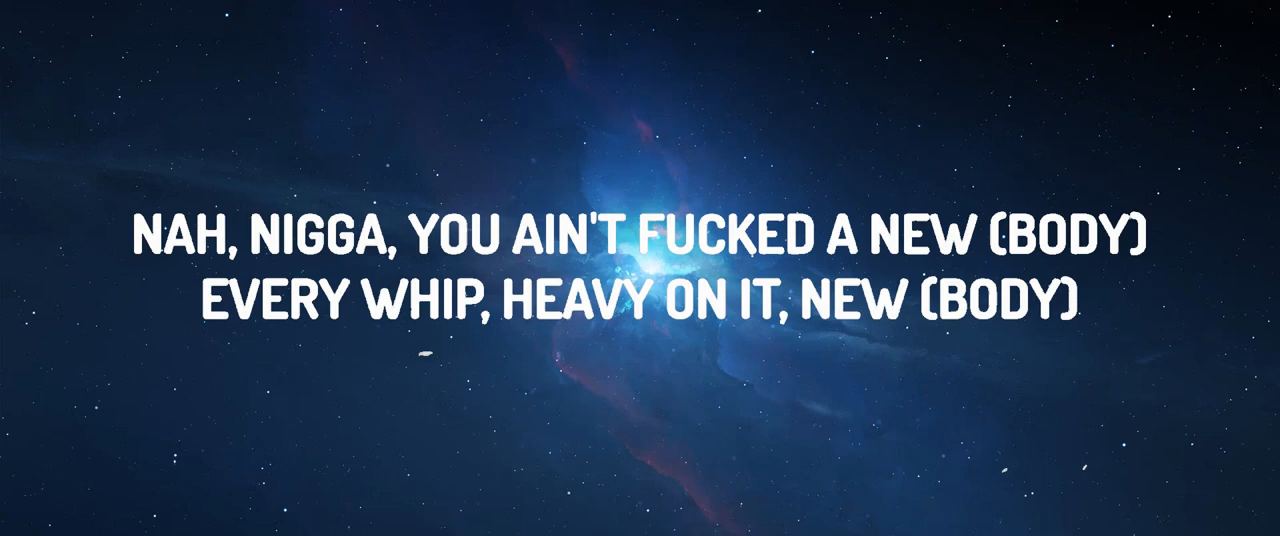 NAH, NIGGA, YOU AIN'T FUCKED A NEW (BODY)
EVERY WHIP, HEAVY ON IT, NEW (BODY)